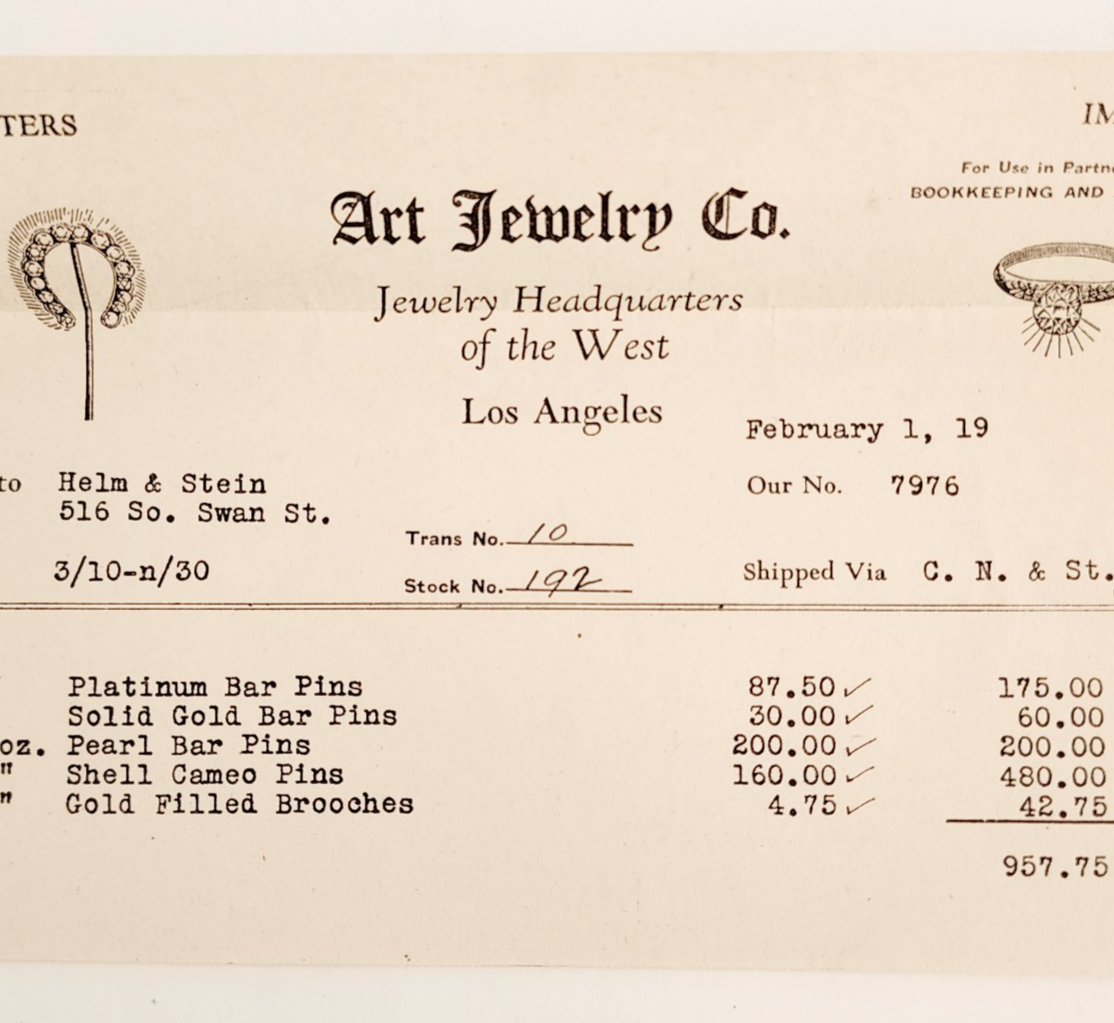 TERS
IM
For Use in Partne
BOOKKEEPING AND
Art Jewelry Co.
Jewelry Headquarters
of the West
Los Angeles
February 1, 19
to Helm & Stein
516 So. Swan St.
Our No. 7976
Trans No. 10
3/10-n/30
Stock No. 192
Shipped Via C. N. & St.
Platinum Bar Pins 87.50✓ 175.00
Solid Gold Bar Pins 30.00✓ 60.00
oz. Pearl Bar Pins 200.00✓ 200.00
" Shell Cameo Pins 160.00✓ 480.00
" Gold Filled Brooches 4.75✓ 42.75
957.75